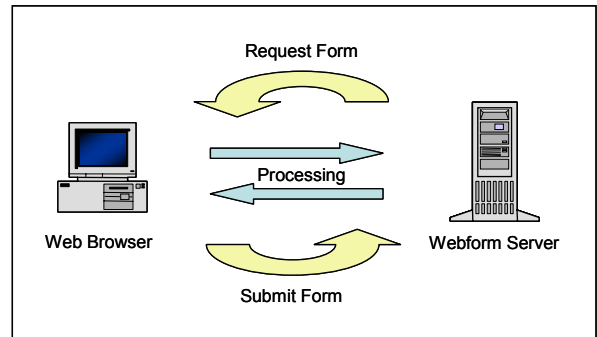 Request Form
Processing
Web Browser
Webform Server
Submit Form